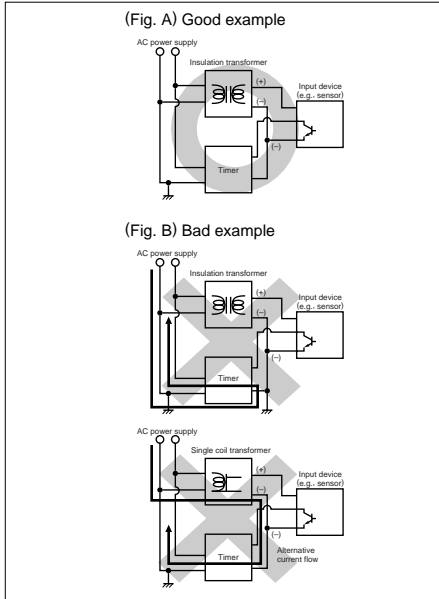 (Fig. A) Good example
AC power supply
Insulation transformer
Input device
(e.g., sensor)
(+)
(−)
(−)
Timer
(Fig. B) Bad example
AC power supply
Insulation transformer
Input device
(e.g., sensor)
(+)
(−)
(−)
Timer
AC power supply
Single coil transformer
Input device
(e.g., sensor)
(+)
(−)
(−)
Timer
Alternative
current flow